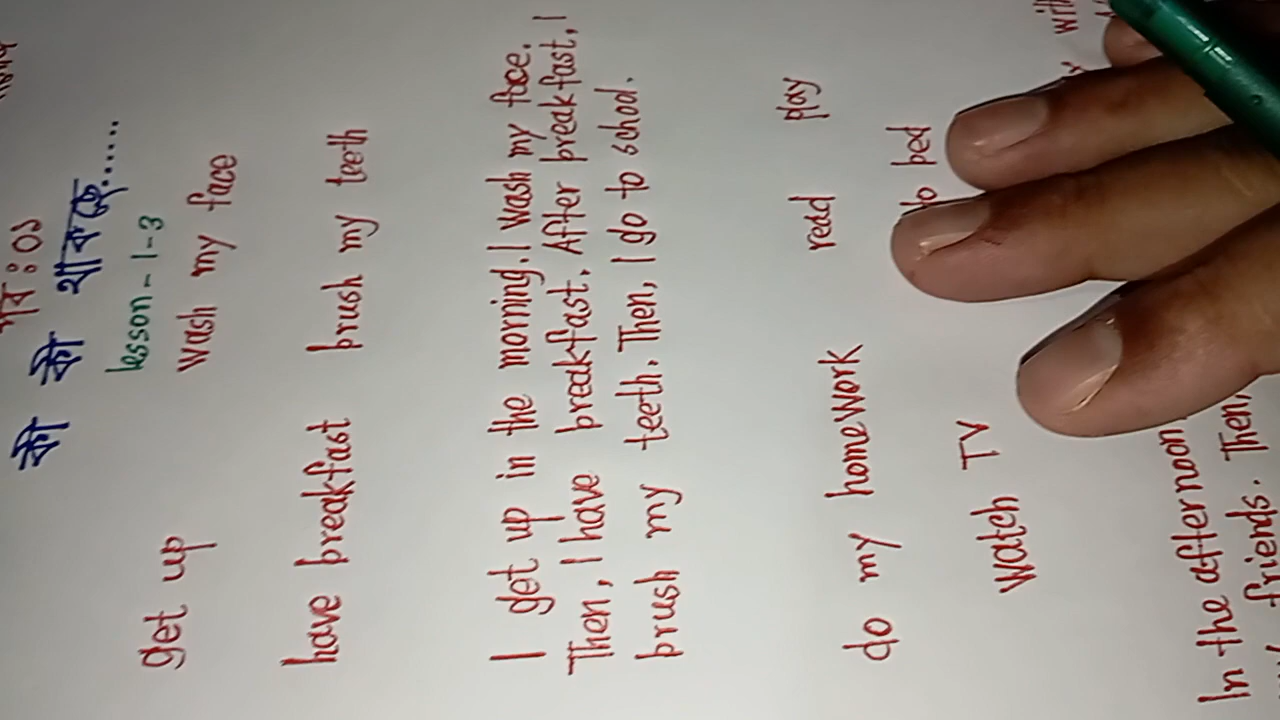 পর্ব : ০১
কী কী থাকছে......
lesson - 1-3
get up wash my face
have breakfast brush my teeth
I get up in the morning. I wash my face.
Then, I have breakfast. After breakfast, I
brush my teeth. Then, I go to school.
do my homework read play
watch TV to bed
In the afternoon
friends. Then,